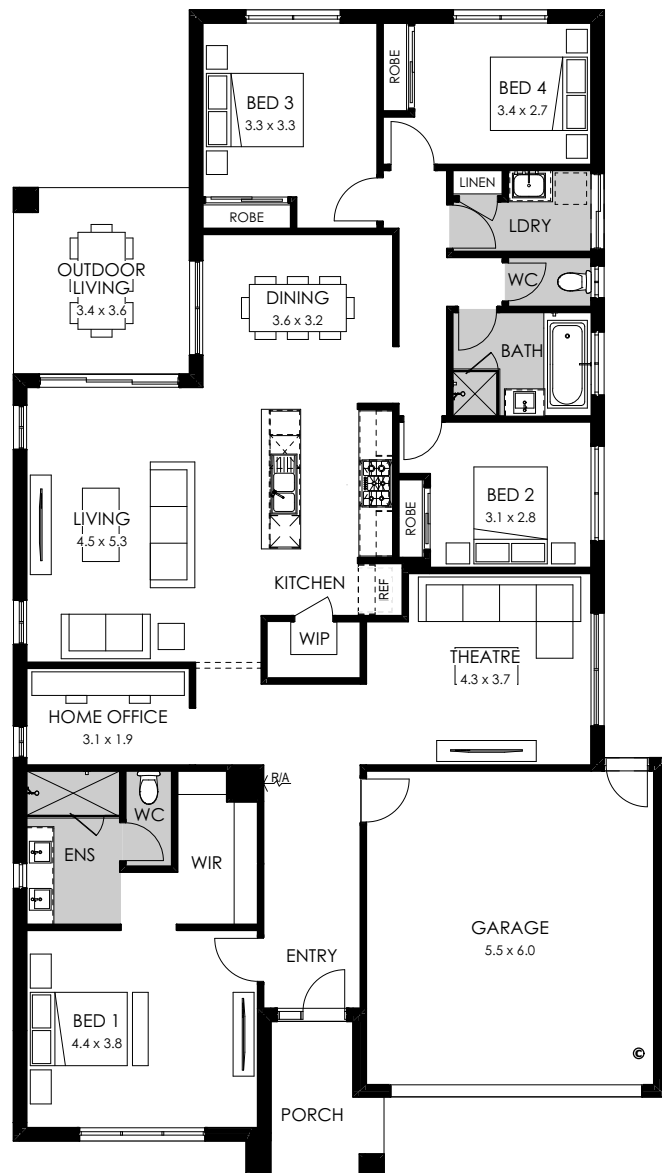 BED 3
3.3 x 3.3
ROBE
BED 4
3.4 x 2.7
ROBE
LINEN
LDRY
OUTDOOR
LIVING
3.4 x 3.6
DINING
3.6 x 3.2
WC
BATH
LIVING
4.5 x 5.3
ROBE
BED 2
3.1 x 2.8
KITCHEN
REF
WIP
THEATRE
4.3 x 3.7
HOME OFFICE
3.1 x 1.9
R/A
WC
ENS
WIR
GARAGE
5.5 x 6.0
ENTRY
BED 1
4.4 x 3.8
©
PORCH